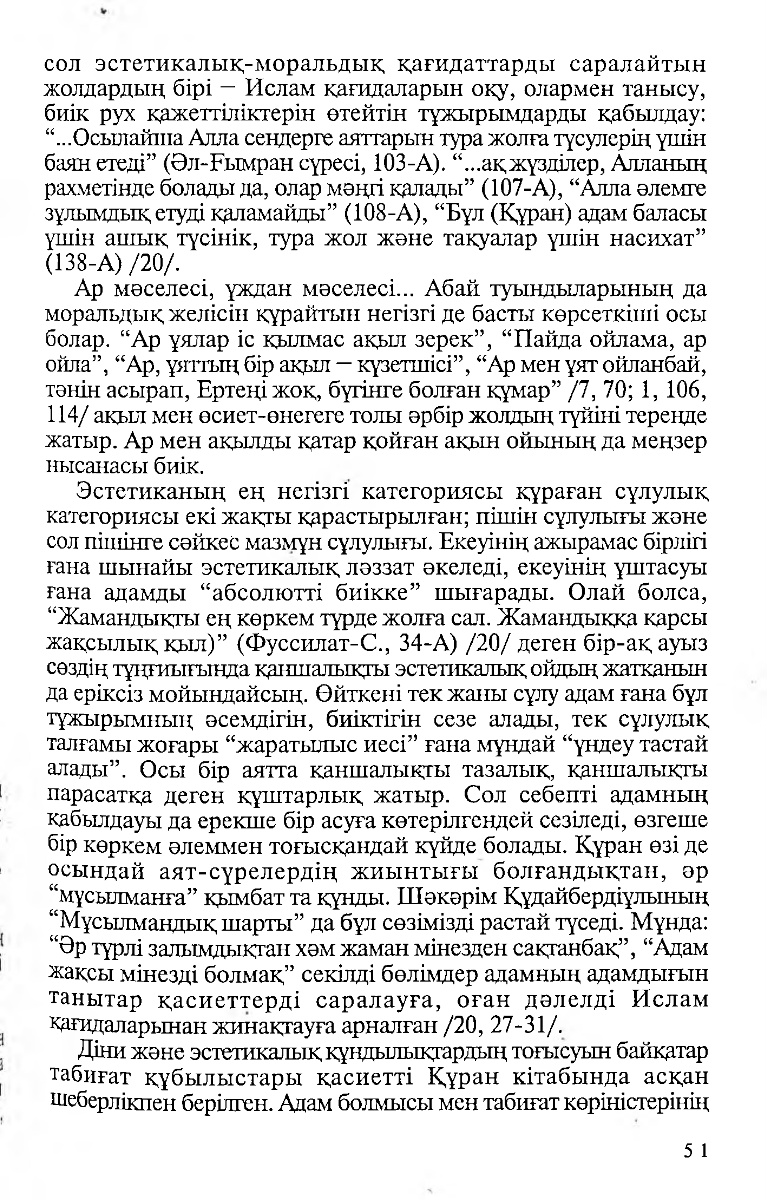 сол эстетикалық-моральдық қағидаттарды саралайтын
жолдардың бірі — Ислам қағидаларын оқу, олармен танысу,
биік рух қажеттіліктерін өтейтін тұжырымдарды қабылдау:
“...Осылайша Алла сендерге аяттарын тура жолға түсулерің үшін
баян етеді” (Әл-Ғымран сүресі, 103-А). “...ақ жүзділер, Алланың
рахметінде болады да, олар мәңгі қалады” (107-А), “Алла әлемге
зұлымдық етуді қаламайды” (108-А), “Бұл (Құран) адам баласы
үшін ашық түсінік, тура жол және тақуалар үшін насихат”
(138-А) /20/.
Ар мәселесі, ұждан мәселесі... Абай туындыларының да
моральдық желісін құрайтын негізгі де басты көрсеткіші осы
болар. “Ар ұялар іс қылмас ақыл зерек”, “Пайда ойлама, ар
ойла”, “Ар, ұяттың бір ақыл — күзетшісі”, “Ар мен ұят ойланбай,
тәнін асырап, Ертеңі жоқ, бүгінге болған құмар” /7, 70; 1, 106,
114/ ақыл мен өсиет-өнегеге толы әрбір жолдың түйіні тереңде
жатыр. Ар мен ақылды қатар қойған ақын ойының да меңзер
нысанасы биік.
Эстетиканың ең негізгі категориясы құраған сұлулық
категориясы екі жақты қарастырылған; пішін сұлулығы және
сол пішінге сәйкес мазмұн сұлулығы. Екеуінің ажырамас бірлігі
ғана шынайы эстетикалық ләззат әкеледі, екеуінің ұштасуы
ғана адамды “абсолютті биікке” шығарады. Олай болса,
“Жамандықты ең көркем түрде жолға сал. Жамандыққа қарсы
жақсылық қыл)” (Фуссилат-С., 34-А) /20/ деген бір-ақ ауыз
сөздің тұңғиығында қаншалықты эстетикалық ойдың жатқанын
да еріксіз мойындайсың. Өйткені тек жаны сұлу адам ғана бұл
тұжырымның әсемдігін, биіктігін сезе алады, тек сұлулық
талғамы жоғары “жаратылыс иесі” ғана мұндай “үндеу тастай
алады”. Осы бір аятта қаншалықты тазалық, қаншалықты
парасатқа деген құштарлық жатыр. Сол себепті адамның
қабылдауы да ерекше бір асуға көтерілгендей сезіледі, өзгеше
бір көркем әлеммен тоғысқандай күйде болады. Құран өзі де
осындай аят-сүрелердің жиынтығы болғандықтан, әр
“мұсылманға” қымбат та құнды. Шәкәрім Құдайбердіұлының
“Мұсылмандық шарты” да бұл сөзімізді растай түседі. Мұнда:
“Әр түрлі залымдықтан хәм жаман мінезден сақтанбақ”, “Адам
жақсы мінезді болмақ” секілді бөлімдер адамның адамдығын
танытар қасиеттерді саралауға, оған дәлелді Ислам
қағидаларынан жинақтауға арналған /20, 27-31/.
Діни және эстетикалық құндылықтардың тоғысуын байқатар
табиғат құбылыстары қасиетті Құран кітабында асқан
шеберлікпен берілген. Адам болмысы мен табиғат көріністерінің
51